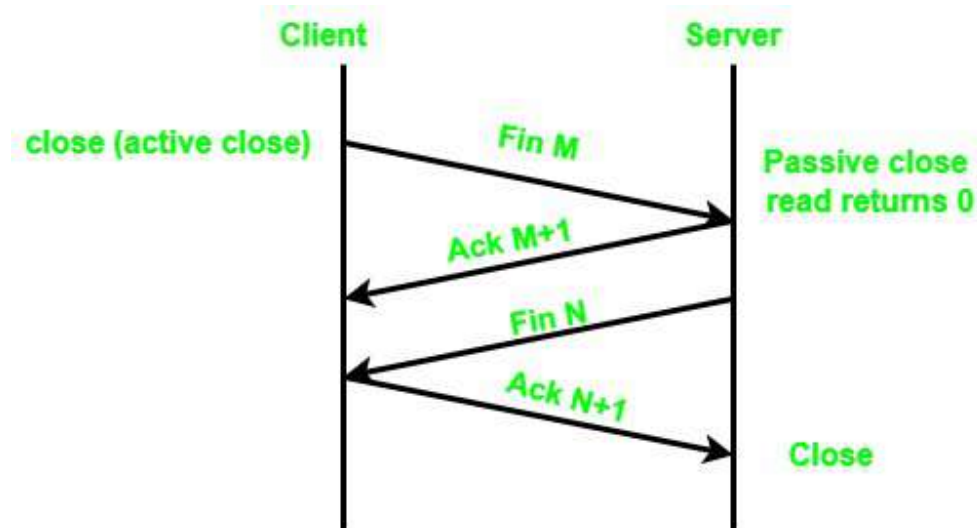 Client
Server
close (active close)
Fin M
Passive close
read returns 0
Ack M+1
Fin N
Ack N+1
Close